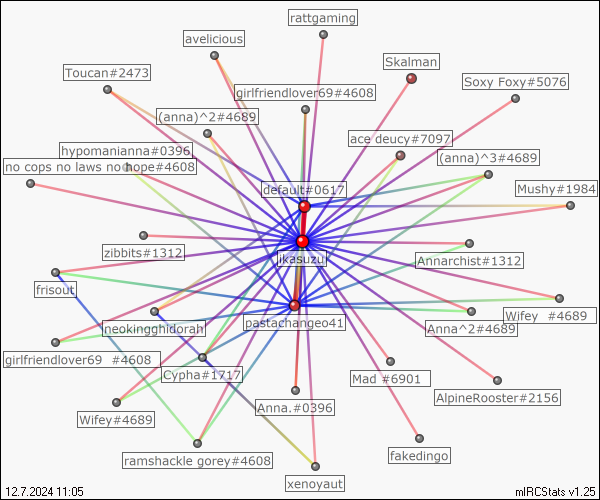 rattgaming
avelicious
Skalman
Toucan#2473
Soxy Foxy#5076
girlfriendlover69#4608
(anna)^2#4689
ace deucy#7097
hypomanianna#0396
(anna)^3#4689
no cops no laws no hope#4608
default#0617
Mushy#1984
zibbits#1312
ikasuzu
Annarchist#1312
frisout
Wifey #4689
neokingghidorah
pastachangeo41
Anna^2#4689
girlfriendlover69 #4608
Cypha#1717
Mad #6901
AlpineRooster#2156
Anna.#0396
Wifey#4689
fakedingo
ramshackle gorey#4608
xenoyaut
12.7.2024 11:05
mIRCStats v1.25